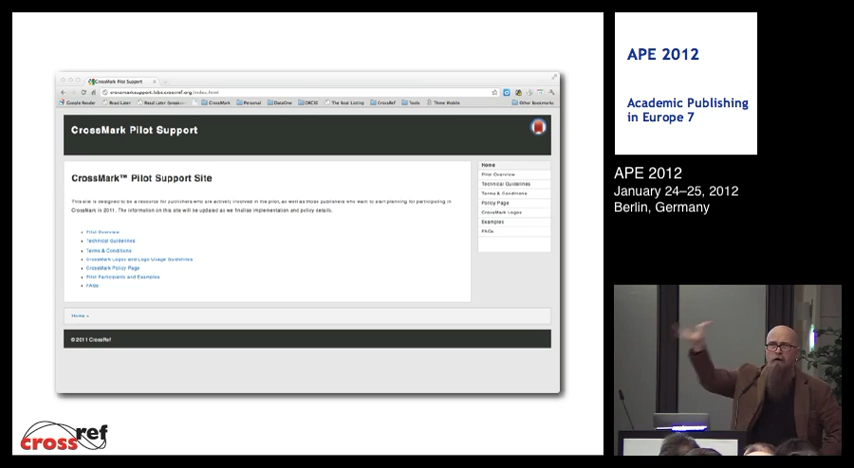 CrossMark Pilot Support
crossmarksupport.labs.crossref.org/index.html
Google Reader
Read Later
CrossMark
Personal
DataOne
ORCID
The Seat Listing
CrossRef
Tools
Other Bookmarks
CrossMark Pilot Support
CrossMark™ Pilot Support Site
This site is designed to be a resource for publishers who are actively involved in the pilot, as well as those publishers who want to start planning for participating in
CrossMark in 2011. The information on this site will be updated as we finalize implementation and policy details.
Pilot Overview
Technical Guidelines
Terms & Conditions
CrossMark Logos and Logo Usage Guidelines
CrossMark Policy Page
Pilot Participants and Examples
FAQs
Home
Pilot Overview
Technical Guidelines
Terms & Conditions
Policy Page
CrossMark Logos
Examples
FAQs
Home »
© 2011 CrossRef
crossref
APE 2012
Academic Publishing
in Europe 7
APE 2012
January 24–25, 2012
Berlin, Germany